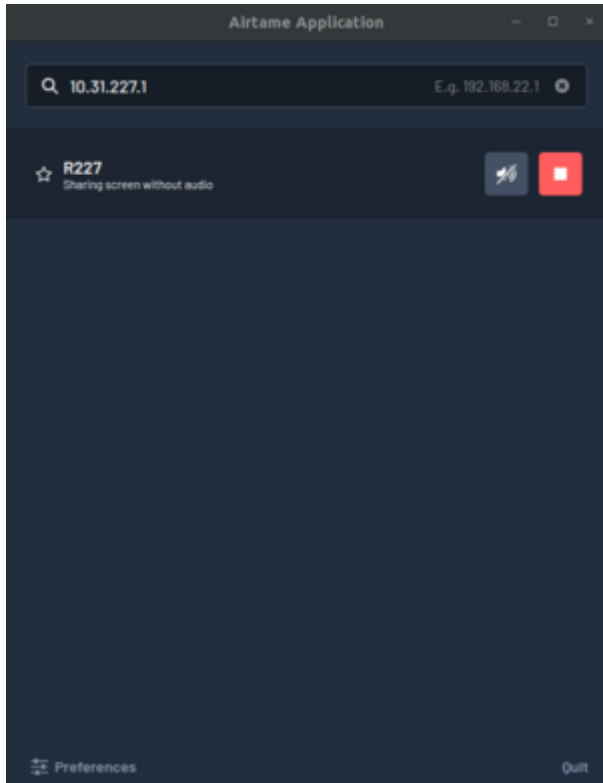 Airtame Application
10.31.227.1 E.g. 192.168.22.1
R227
Sharing screen without audio
Preferences Quit